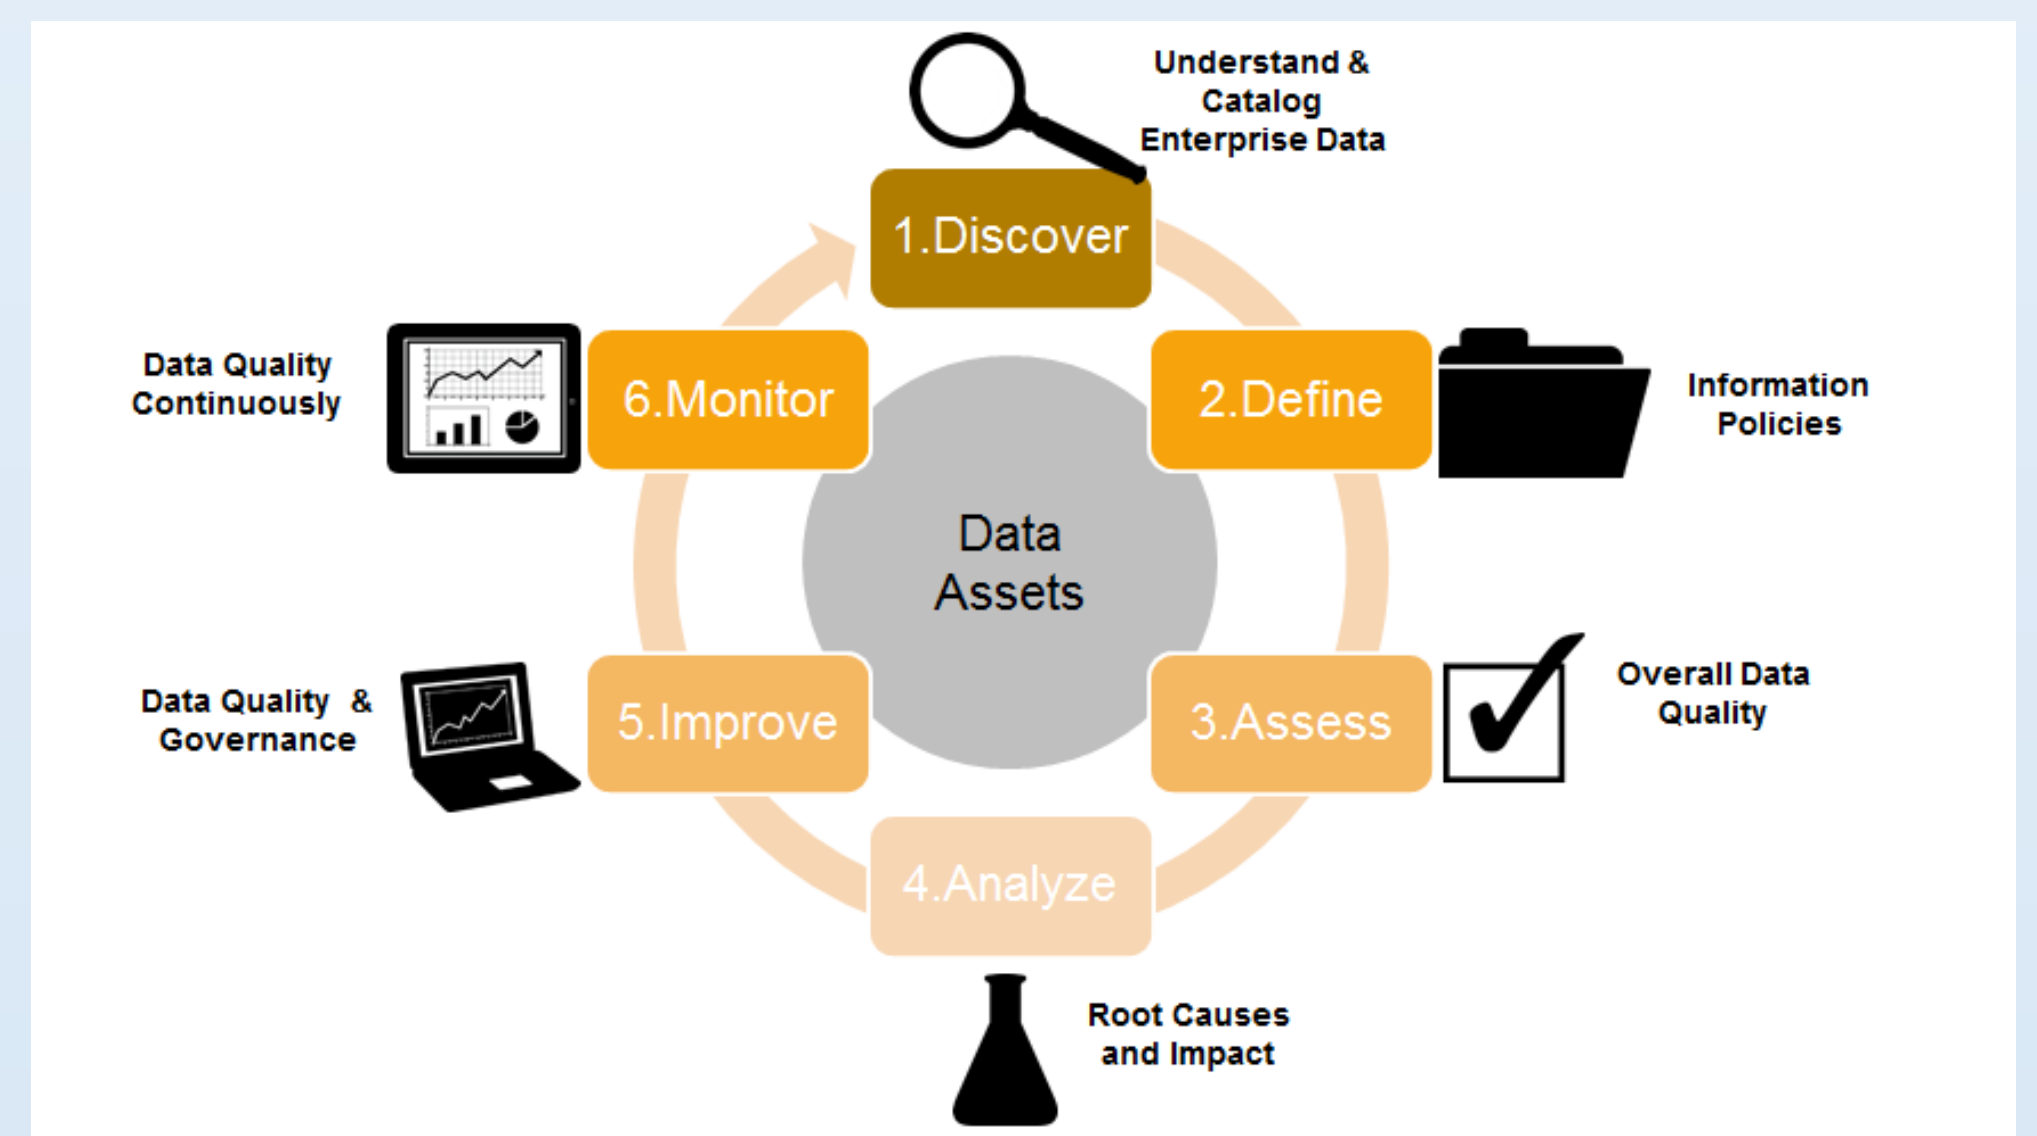 Understand &
Catalog
Enterprise Data
1.Discover
2.Define
Information
Policies
3.Assess
Overall Data
Quality
4.Analyze
Root Causes
and Impact
5.Improve
Data Quality  &
Governance
6.Monitor
Data Quality
Continuously
Data
Assets